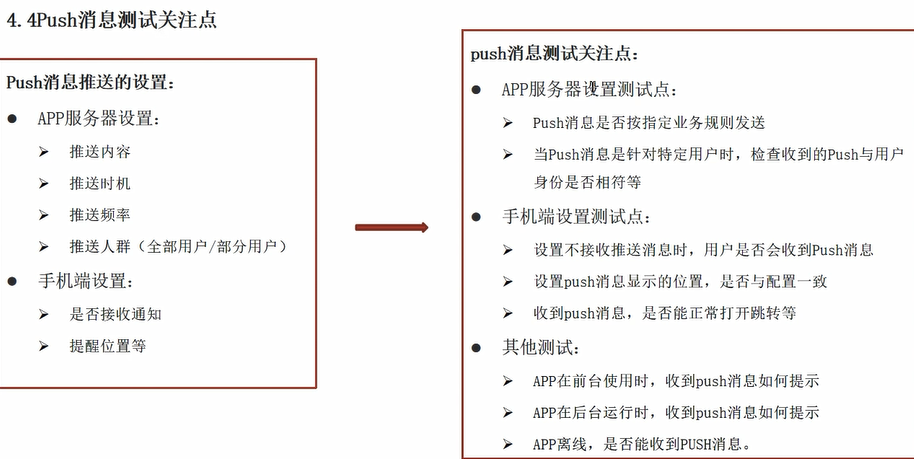 4.4Push消息测试关注点
Push消息推送的设置：
● APP服务器设置：
➢ 推送内容
➢ 推送时机
➢ 推送频率
➢ 推送人群（全部用户/部分用户）
● 手机端设置：
➢ 是否接收通知
➢ 提醒位置等
push消息测试关注点：
● APP服务器设置测试点：
➢ Push消息是否按指定业务规则发送
➢ 当Push消息是针对特定用户时，检查收到的Push与用户
身份是否相符等
● 手机端设置测试点：
➢ 设置不接收推送消息时，用户是否会收到Push消息
➢ 设置push消息显示的位置，是否与配置一致
➢ 收到push消息，是否能正常打开跳转等
● 其他测试：
➢ APP在前台使用时，收到push消息如何提示
➢ APP在后台运行时，收到push消息如何提示
➢ APP离线，是否能收到PUSH消息。